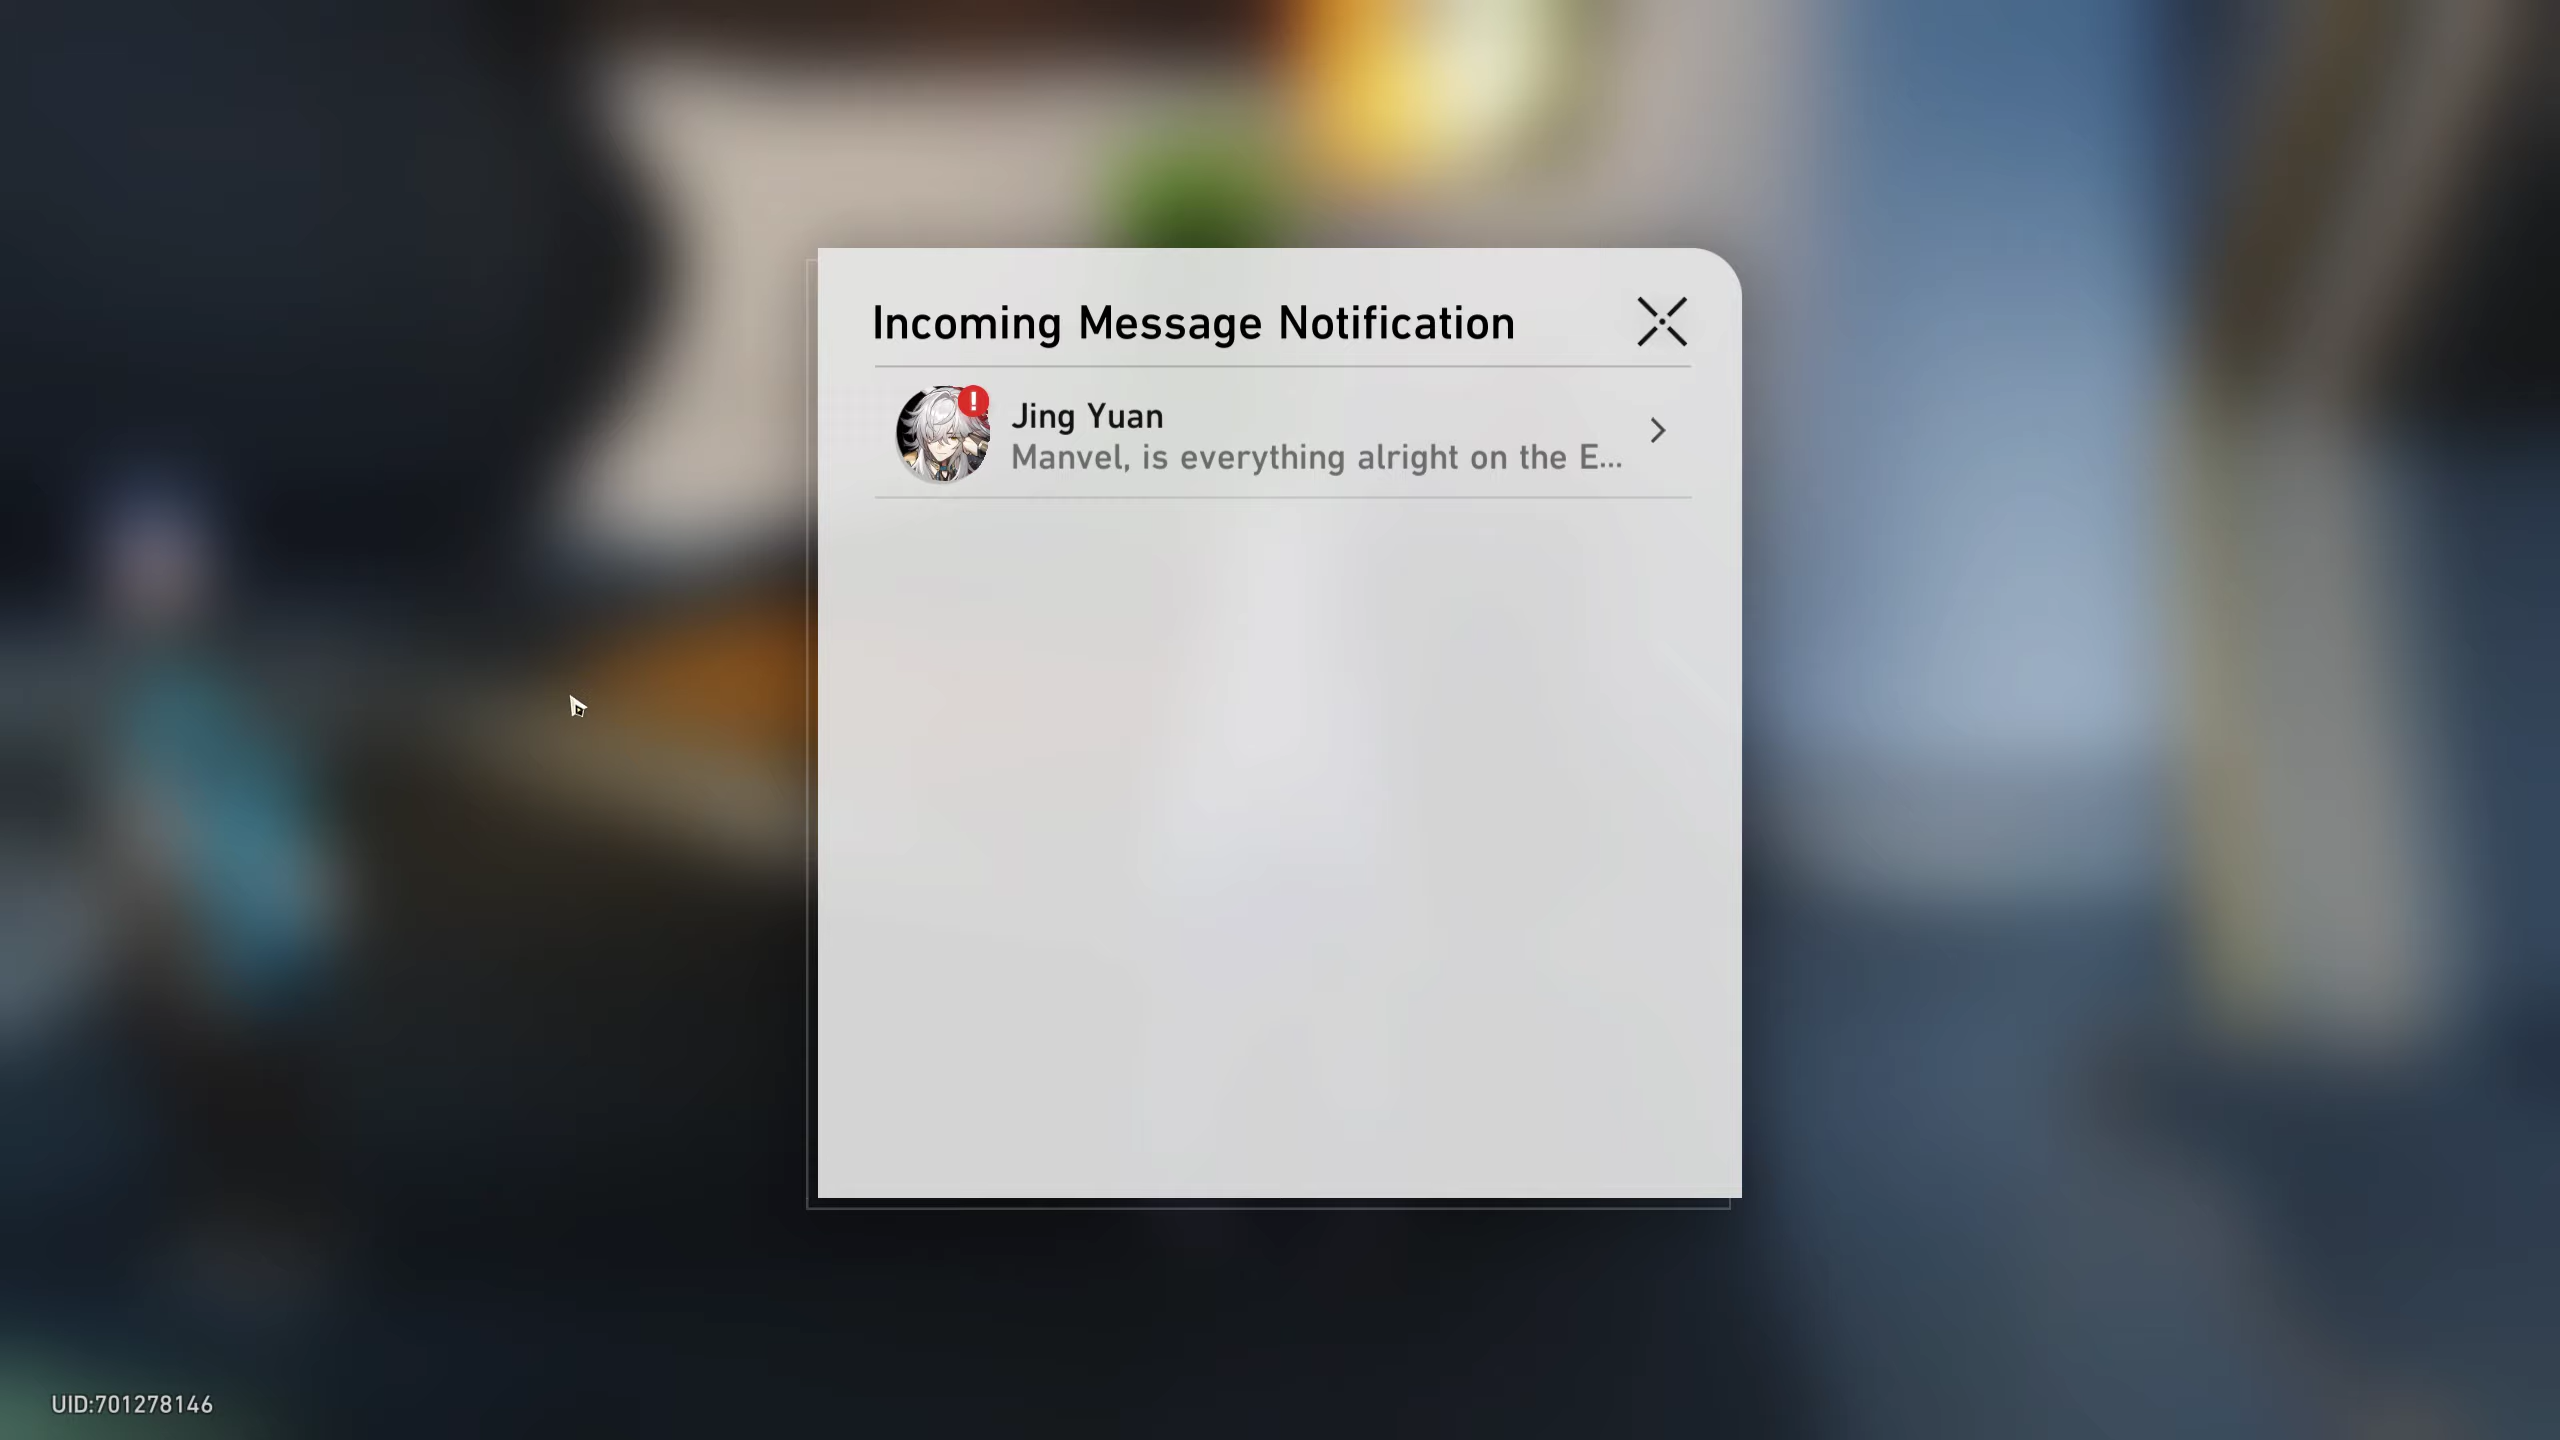 Incoming Message Notification
Jing Yuan
Manvel, is everything alright on the E...
UID:701278146